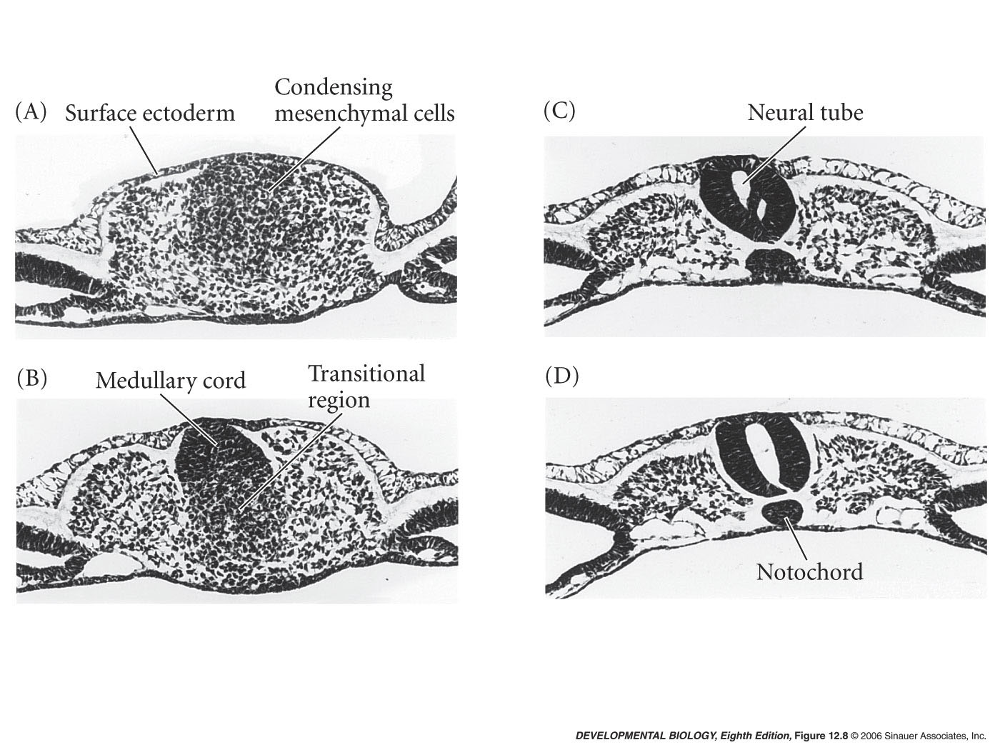 (A)
Surface ectoderm
Condensing
mesenchymal cells
(B)
Medullary cord
Transitional
region
(C)
Neural tube
(D)
Notochord
DEVELOPMENTAL BIOLOGY, Eighth Edition, Figure 12.8 © 2006 Sinauer Associates, Inc.